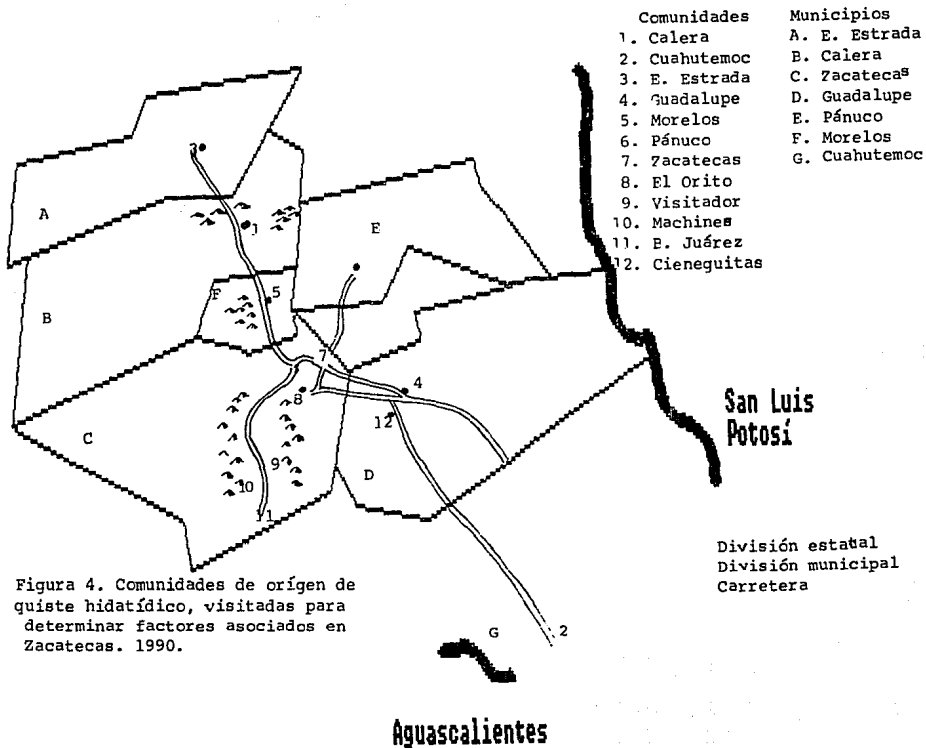 Comunidades Municipios
1. Calera A. E. Estrada
2. Cuahutemoc B. Calera
3. E. Estrada C. Zacatecas
4. Guadalupe D. Guadalupe
5. Morelos E. Pánuco
6. Pánuco F. Morelos
7. Zacatecas G. Cuahutemoc
8. El Orito
9. Visitador
10. Machines
11. B. Juárez
12. Cieneguitas
3
A
1
E
F
5
B
7
8
4
12
C
9
10
D
11
San Luis
Potosí
División estatal
División municipal
Carretera
Figura 4. Comunidades de orígen de
quiste hidatídico, visitadas para
determinar factores asociados en
Zacatecas. 1990.
G
2
Aguascalientes